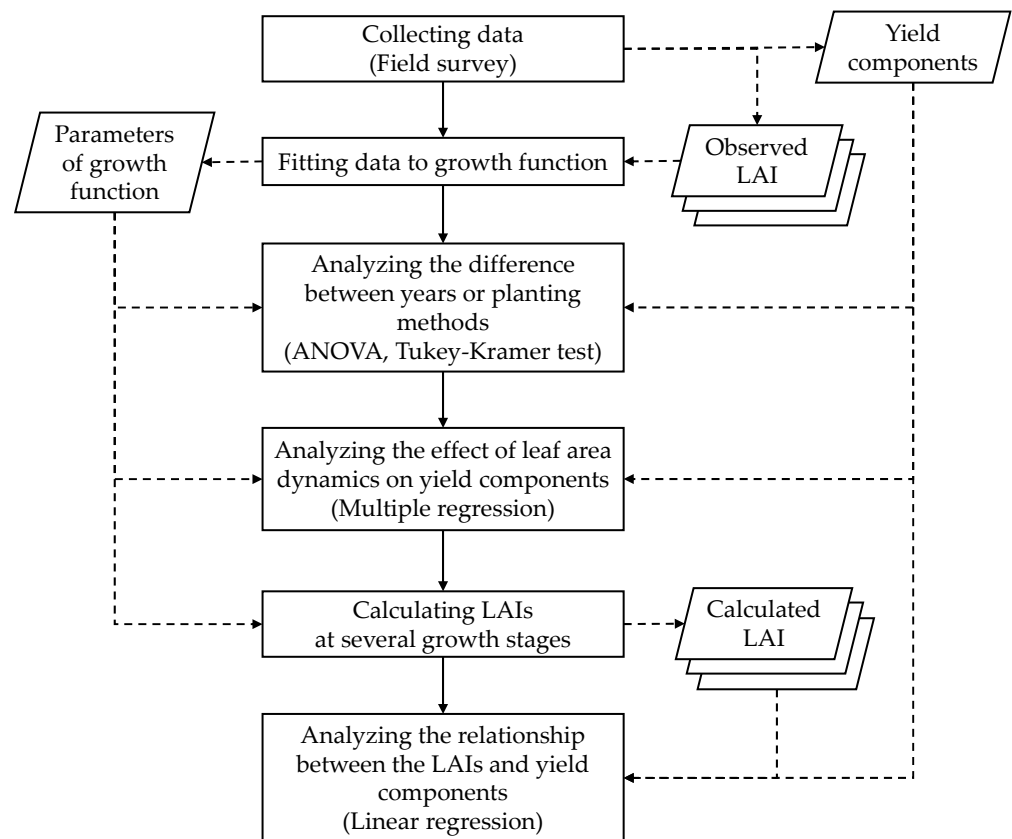 Collecting data
(Field survey)
Yield
components
Parameters
of growth
function
Fitting data to growth function
Observed
LAI
Analyzing the difference
between years or planting
methods
(ANOVA, Tukey-Kramer test)
Analyzing the effect of leaf area
dynamics on yield components
(Multiple regression)
Calculating LAIs
at several growth stages
Calculated
LAI
Analyzing the relationship
between the LAIs and yield
components
(Linear regression)